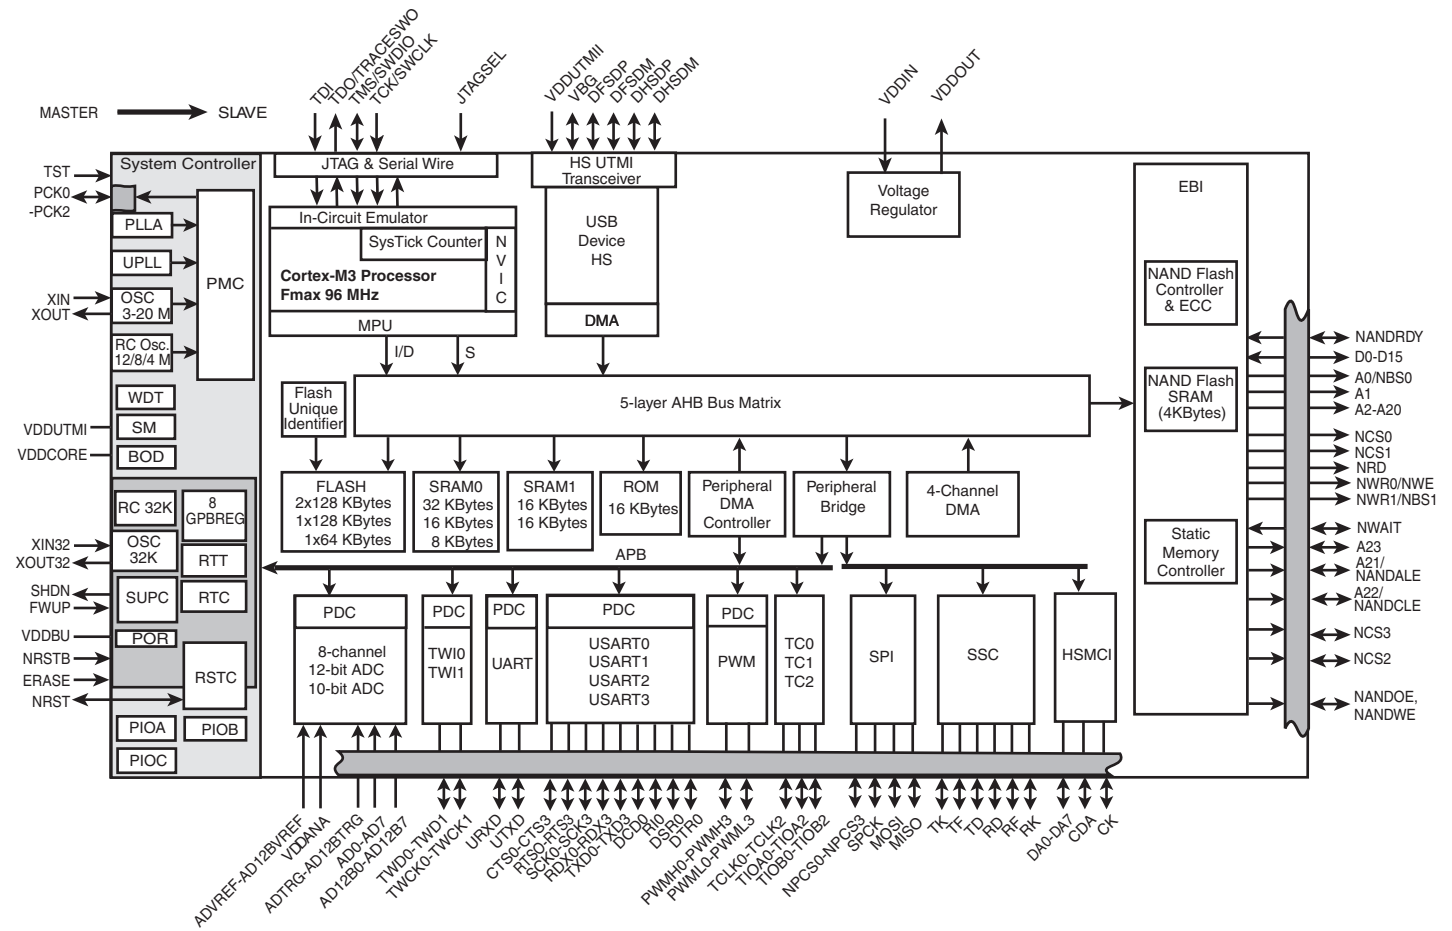 TDI
TDO/TRACESWO
TMS/SWDIO
TCK/SWCLK
JTAGSEL
VDDUTMII
VBG
DFSDP
DFSDM
DHSDP
DHSDM
VDDIN
VDDOUT
MASTER
SLAVE
System Controller
TST
PCK0
-PCK2
PLLA
UPLL
XIN
XOUT
OSC
3-20 M
RC Osc.
12/8/4 M
PMC
WDT
SM
BOD
VDDUTMI
VDDCORE
RC 32K
8
GPBREG
XIN32
XOUT32
OSC
32K
RTT
SHDN
FWUP
SUPC
RTC
VDDBU
POR
NRSTB
ERASE
NRST
RSTC
PIOA
PIOB
PIOC
JTAG & Serial Wire
In-Circuit Emulator
SysTick Counter
N
V
I
C
Cortex-M3 Processor
Fmax 96 MHz
MPU
I/D
S
HS UTMI
Transceiver
USB
Device
HS
DMA
Voltage
Regulator
Flash
Unique
Identifier
5-layer AHB Bus Matrix
FLASH
2x128 KBytes
1x128 KBytes
1x64 KBytes
SRAM0
32 KBytes
16 KBytes
8 KBytes
SRAM1
16 KBytes
16 KBytes
ROM
16 KBytes
Peripheral
DMA
Controller
Peripheral
Bridge
4-Channel
DMA
APB
PDC
8-channel
12-bit ADC
10-bit ADC
PDC
TWI0
TWI1
PDC
UART
PDC
USART0
USART1
USART2
USART3
PDC
PWM
TC0
TC1
TC2
SPI
SSC
HSMCI
EBI
NAND Flash
Controller
& ECC
NAND Flash
SRAM
(4KBytes)
Static
Memory
Controller
NANDRDY
D0-D15
A0/NBS0
A1
A2-A20
NCS0
NCS1
NRD
NWR0/NWE
NWR1/NBS1
NWAIT
A23
A21/
NANDALE
A22/
NANDCLE
NCS3
NCS2
NANDOE,
NANDWE
ADVREF-AD12BVREF
VDDANA
ADTRG-AD12BTRG
AD0-AD7
AD12B0-AD12B7
TWD0-TWD1
TWCK0-TWCK1
URXD
UTXD
CTS0-CTS3
RTS0-RTS3
SCK0-SCK3
RDX0-RDX3
TXD0-TXD3
DCD0
RI0
DSR0
DTR0
PWMH0-PWMH3
PWML0-PWML3
TCLK0-TCLK2
TIOA0-TIOA2
TIOB0-TIOB2
NPCS0-NPCS3
SPCK
MOSI
MISO
TK
TF
TD
RD
RF
RK
DA0-DA7
CDA
CK